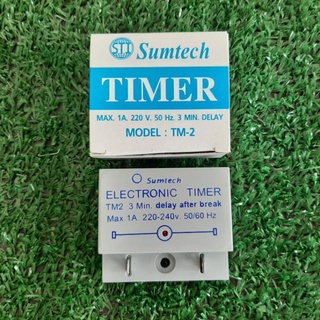 STI Sumtech
TIMER
MAX. 1A. 220 V. 50 Hz. 3 MIN. DELAY
MODEL : TM-2
Sumtech
ELECTRONIC TIMER
TM2 3 Min. delay after break
Max 1A 220-240v. 50/60 Hz